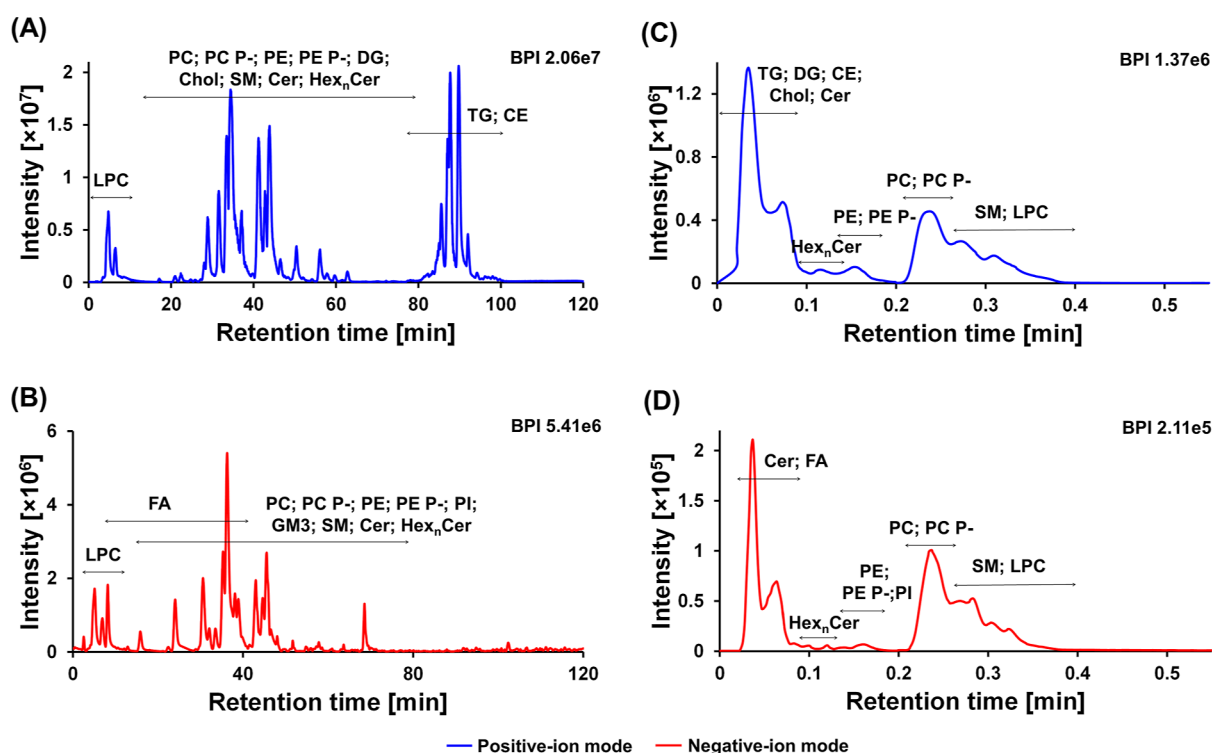 (A)
BPI 2.06e7
PC; PC P-; PE; PE P-; DG;
Chol; SM; Cer; HexnCer
TG; CE
LPC
Intensity [×10⁷]
2
1.5
1
0.5
0
0
20
40
60
80
100
120
Retention time [min]
(C)
BPI 1.37e6
TG; DG; CE;
Chol; Cer
PC; PC P-
PE; PE P-
SM; LPC
HexnCer
Intensity [×10⁶]
1.2
0.8
0.4
0
0
0.1
0.2
0.3
0.4
0.5
Retention time [min]
(B)
BPI 5.41e6
FA
PC; PC P-; PE; PE P-; PI;
GM3; SM; Cer; HexnCer
LPC
Intensity [×10⁶]
6
4
2
0
0
40
80
120
Retention time [min]
(D)
BPI 2.11e5
Cer; FA
PC; PC P-
PE;
PE P-;PI
SM; LPC
HexnCer
Intensity [×10⁵]
2
1.5
1
0.5
0
0
0.1
0.2
0.3
0.4
0.5
Retention time [min]
Positive-ion mode
Negative-ion mode